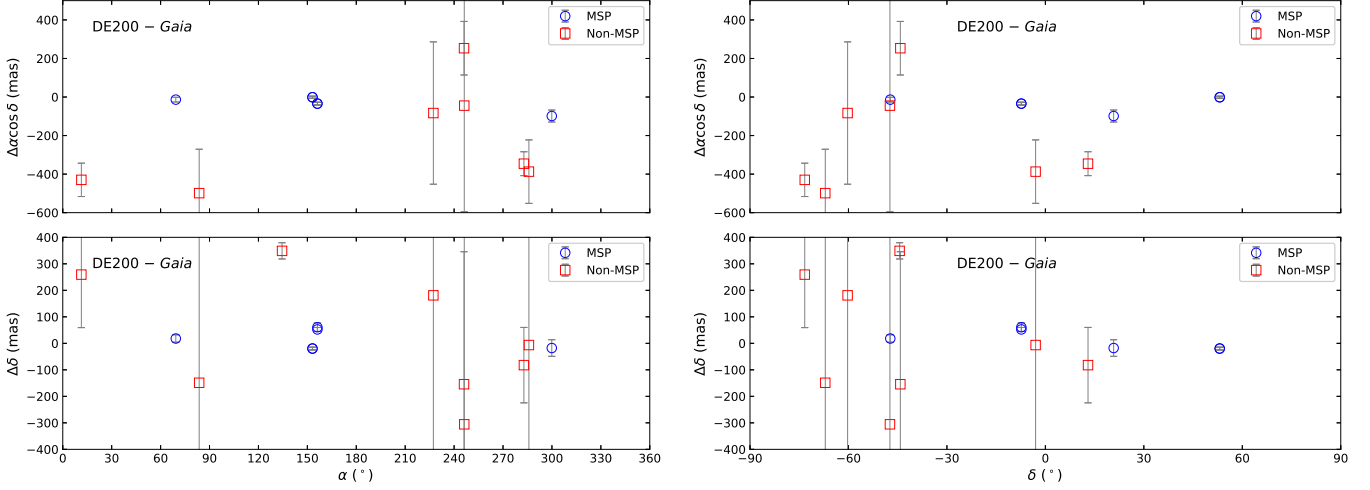 400
200
0
−200
−400
−600
Δαcos δ (mas)
DE200 − Gaia
MSP
Non-MSP
400
300
200
100
0
−100
−200
−300
−400
Δδ (mas)
DE200 − Gaia
MSP
Non-MSP
0 30 60 90 120 150 180 210 240 270 300 330 360
α (°)
400
200
0
−200
−400
−600
Δαcos δ (mas)
DE200 − Gaia
MSP
Non-MSP
400
300
200
100
0
−100
−200
−300
−400
Δδ (mas)
DE200 − Gaia
MSP
Non-MSP
−90 −60 −30 0 30 60 90
δ (°)